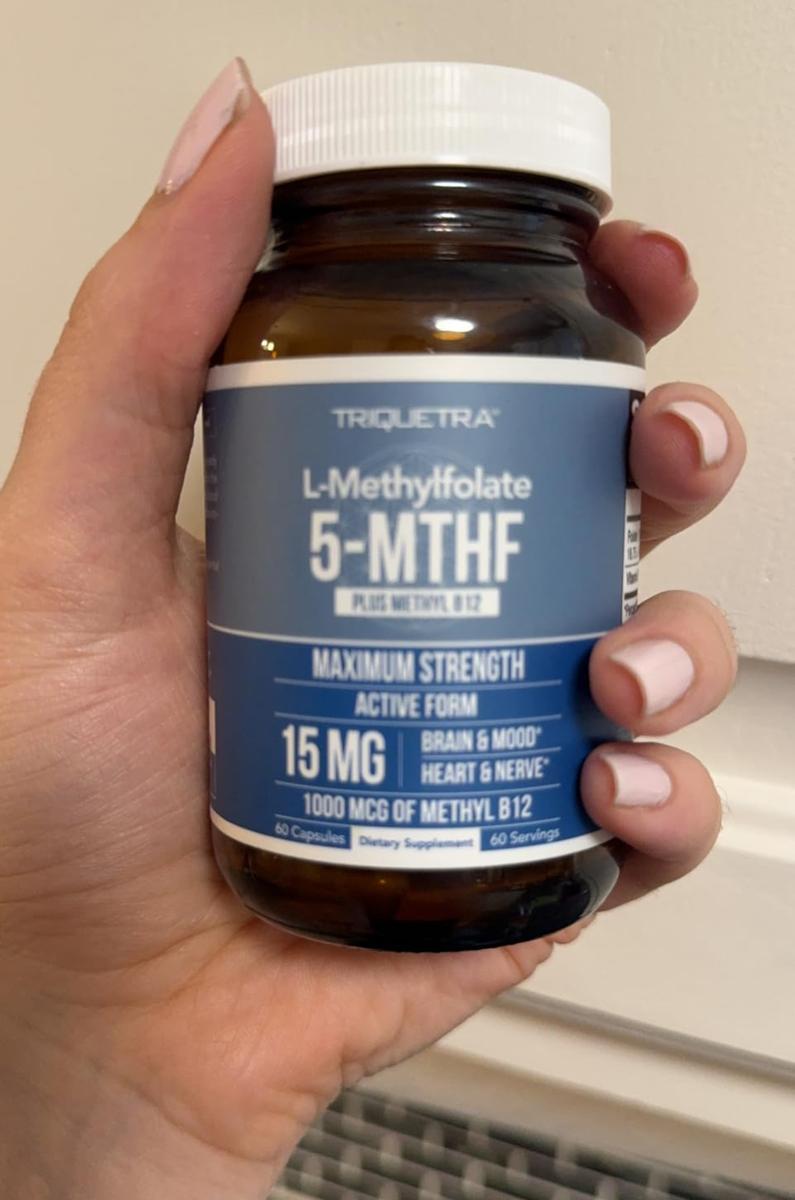 TRIQUETRA®
L-Methylfolate
5-MTHF
PLUS METHYL B12
MAXIMUM STRENGTH
ACTIVE FORM
15 MG
BRAIN & MOOD*
HEART & NERVE*
1000 MCG OF METHYL B12
60 Capsules Dietary Supplement 60 Servings